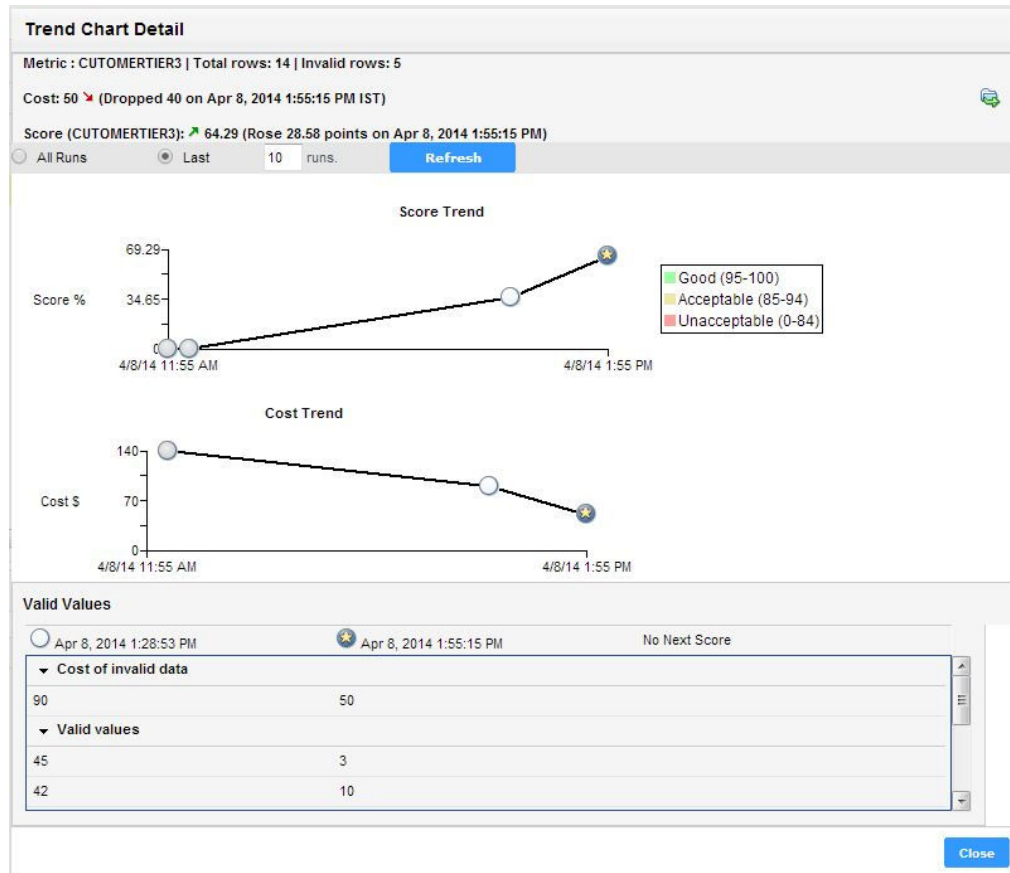 Trend Chart Detail
Metric : CUTOMERTIER3 | Total rows: 14 | Invalid rows: 5
Cost: 50 (Dropped 40 on Apr 8, 2014 1:55:15 PM IST)
Score (CUTOMERTIER3): 64.29 (Rose 28.58 points on Apr 8, 2014 1:55:15 PM)
All Runs Last 10 runs. Refresh
Score Trend
69.29
Score % 34.65
0
4/8/14 11:55 AM 4/8/14 1:55 PM
Good (95-100)
Acceptable (85-94)
Unacceptable (0-84)
Cost Trend
140
Cost $ 70
0
4/8/14 11:55 AM 4/8/14 1:55 PM
Valid Values
Apr 8, 2014 1:28:53 PM Apr 8, 2014 1:55:15 PM No Next Score
Cost of invalid data
90 50
Valid values
45 3
42 10
Close